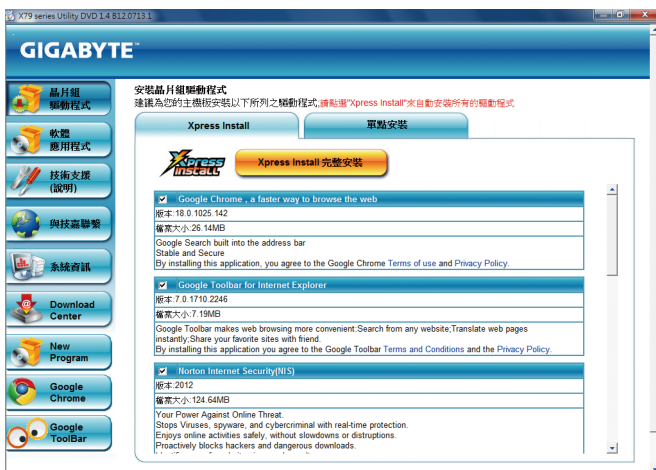 X79 series Utility DVD 1.4 B12.0713.1
GIGABYTE™
晶片組
驅動程式
軟體
應用程式
技術支援
(說明)
與技嘉聯繫
系統資訊
Download
Center
New
Program
Google
Chrome
Google
ToolBar
安裝晶片組驅動程式
建議為您的主機板安裝以下所列之驅動程式;請點選"Xpress Install"來自動安裝所有的驅動程式
Xpress Install
單點安裝
Xpress
Install
Xpress Install 完整安裝
Google Chrome , a faster way to browse the web
版本:18.0.1025.142
檔案大小:26.14MB
Google Search built into the address bar
Stable and Secure
By installing this application, you agree to the Google Chrome Terms of use and Privacy Policy.
Google Toolbar for Internet Explorer
版本:7.0.1710.2246
檔案大小:7.19MB
Google Toolbar makes web browsing more convenient:Search from any website;Translate web pages
instantly;Share your favorite sites with friend.
By installing this application you agree to the Google Toolbar Terms and Conditions and the Privacy Policy.
Norton Internet Security(NIS)
版本:2012
檔案大小:124.64MB
Your Power Against Online Threat.
Stops Viruses, spyware, and cybercriminal with real-time protection.
Enjoys online activities safely, without slowdowns or distruptions.
Proactively blocks hackers and dangerous downloads.